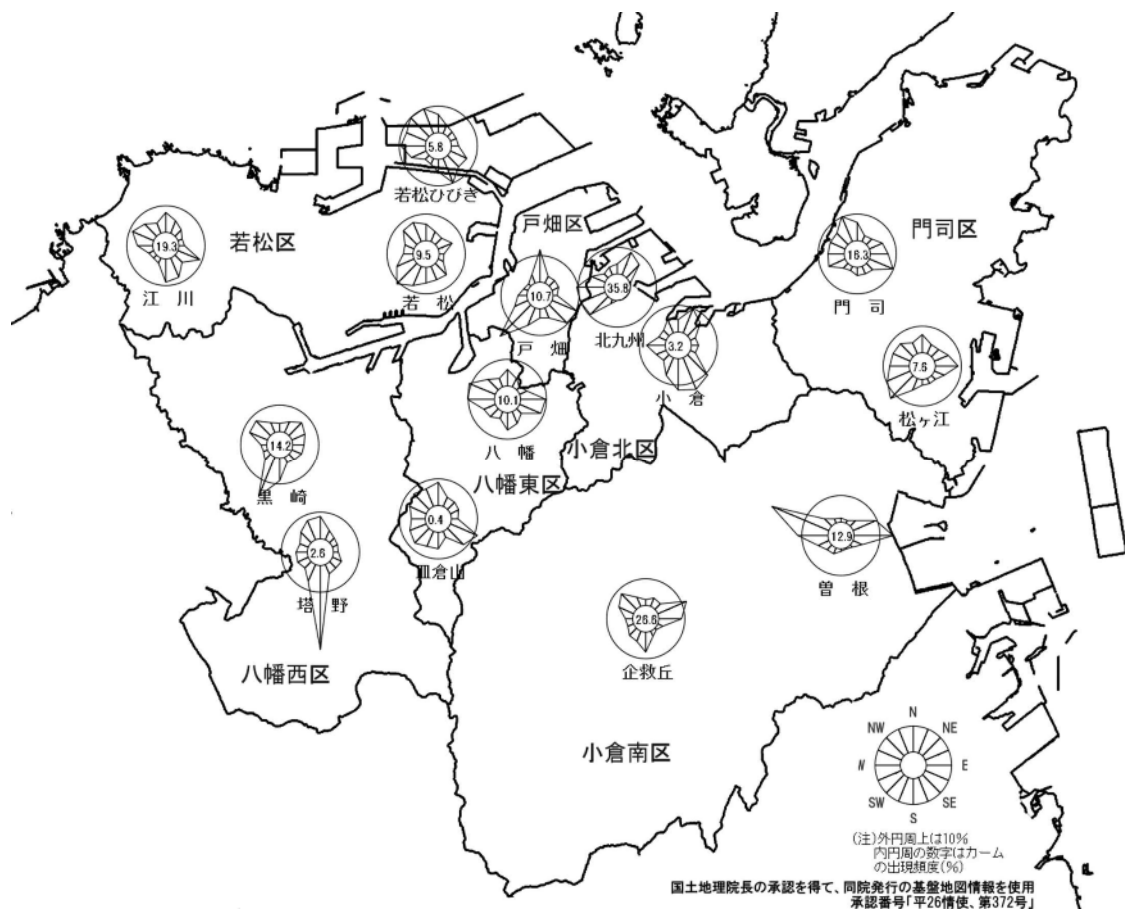 5.8
若松ひびき
戸畑区
門司区
若松区
19.3
江 川
9.5
若 松
10.7
戸 畑
35.8
北九州
16.3
門 司
3.2
小 倉
7.6
松ヶ江
10.1
八 幡
小倉北区
八幡東区
14.2
黒 崎
0.4
皿倉山
12.9
曽 根
2.6
塔 野
26.6
企救丘
八幡西区
小倉南区
N
NW NE
W E
SW SE
S
(注)外円周上は10%
内円周の数字はカーム
の出現頻度(%)
国土地理院長の承認を得て、同院発行の基盤地図情報を使用
承認番号「平26情使、第372号」